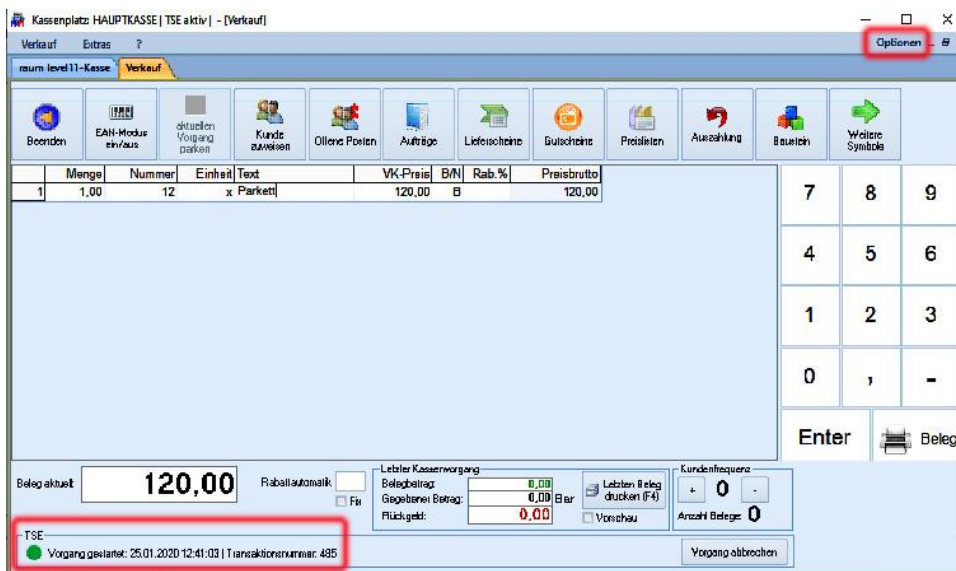 Kassenplatz: HAUPTKASSE | TSE aktiv | - [Verkauf]
Verkauf Extras ? Optionen
raum level11-Kasse Verkauf
Beenden
EAN-Modus ein/aus
aktuellen Vorgang parken
Kunde zuweisen
Offene Posten
Aufträge
Lieferscheine
Gutscheine
Preislisten
Auszahlung
Baustein
Weitere Symbole
Menge Nummer Einheit Text VK-Preis B/N Rab.% Preisbrutto
1 1,00 12 x Parkett 120,00 B 120,00
7 8 9
4 5 6
1 2 3
0 , -
Enter Beleg
Beleg aktuell: 120,00
Rabattautomatik
Fix
Letzter Kassenvorgang
Belegbetrag: 0,00
Gegebener Betrag: 0,00 Bar
Rückgeld: 0,00
Letzten Beleg drucken (F4)
Vorschau
Kundenfrequenz
+ 0 -
Anzahl Belege: 0
TSE
Vorgang gestartet: 25.01.2020 12:41:03 | Transaktionsnummer: 485
Vorgang abbrechen